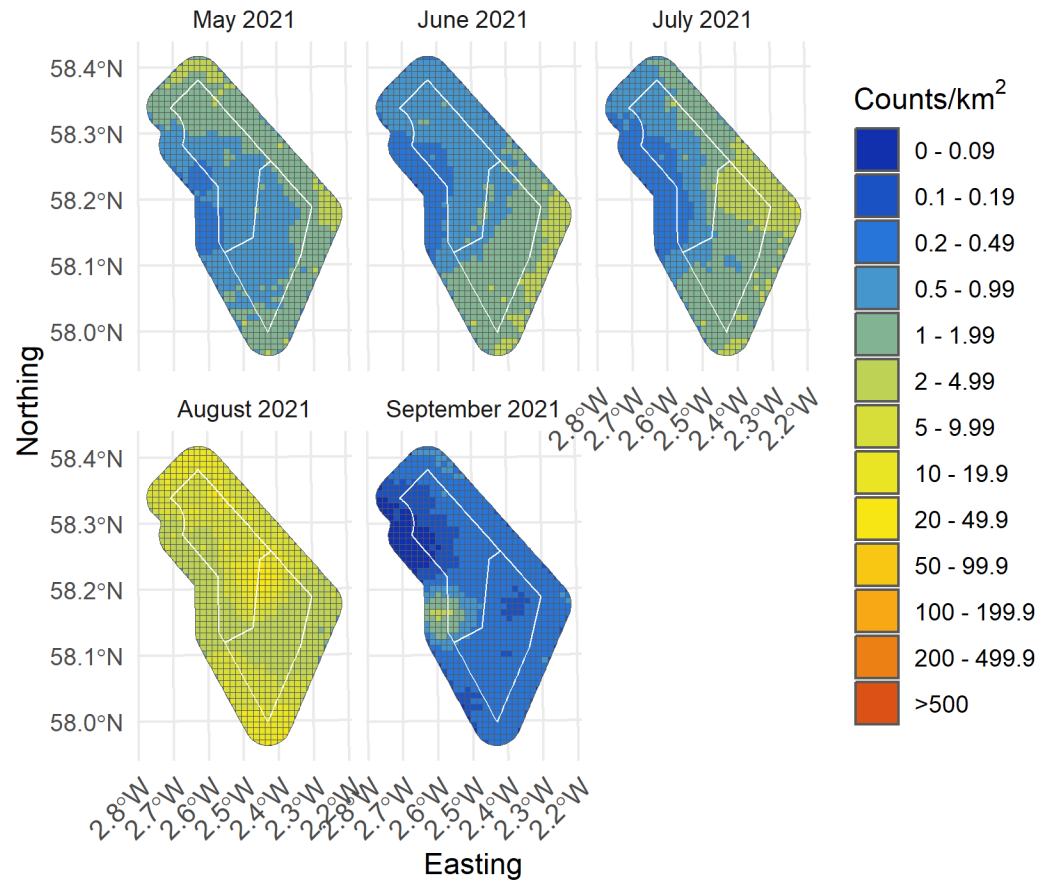 May 2021
June 2021
July 2021
58.4°N
58.3°N
58.2°N
58.1°N
58.0°N
2.8°W
2.7°W
2.6°W
2.5°W
2.4°W
2.3°W
2.2°W
Northing
August 2021
September 2021
58.4°N
58.3°N
58.2°N
58.1°N
58.0°N
2.8°W
2.7°W
2.6°W
2.5°W
2.4°W
2.3°W
2.2°W
2.8°W
2.7°W
2.6°W
2.5°W
2.4°W
2.3°W
2.2°W
Easting
Counts/km²
0 - 0.09
0.1 - 0.19
0.2 - 0.49
0.5 - 0.99
1 - 1.99
2 - 4.99
5 - 9.99
10 - 19.9
20 - 49.9
50 - 99.9
100 - 199.9
200 - 499.9
>500